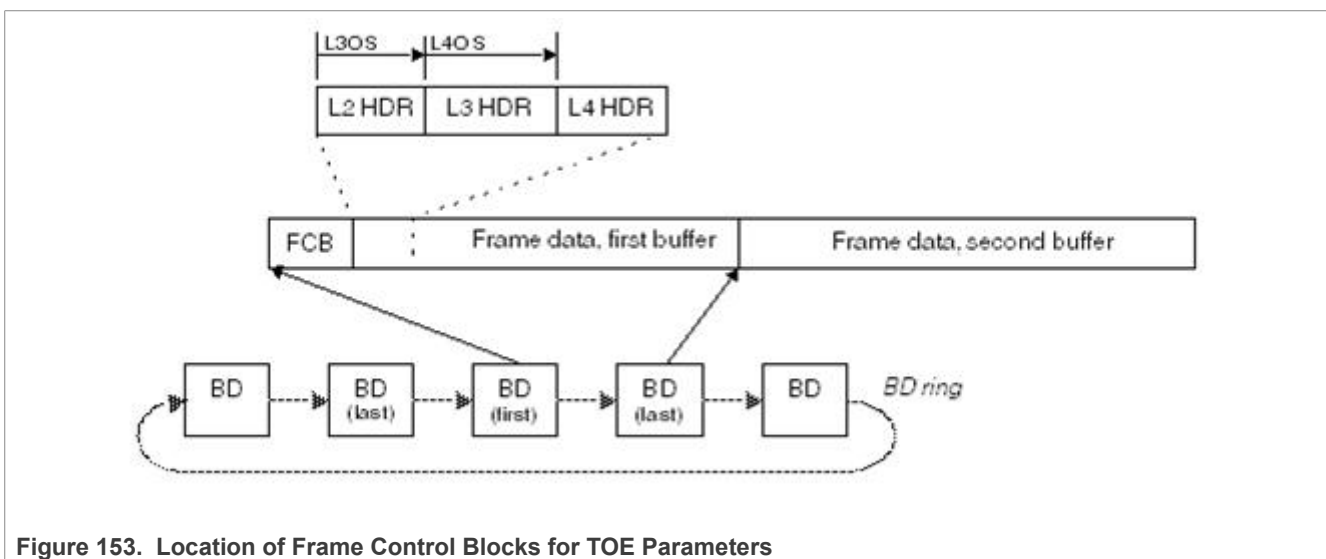 L3OS L4OS
L2 HDR L3 HDR L4 HDR
FCB Frame data, first buffer Frame data, second buffer
BD BD (last) BD (first) BD (last) BD BD ring
Figure 153. Location of Frame Control Blocks for TOE Parameters